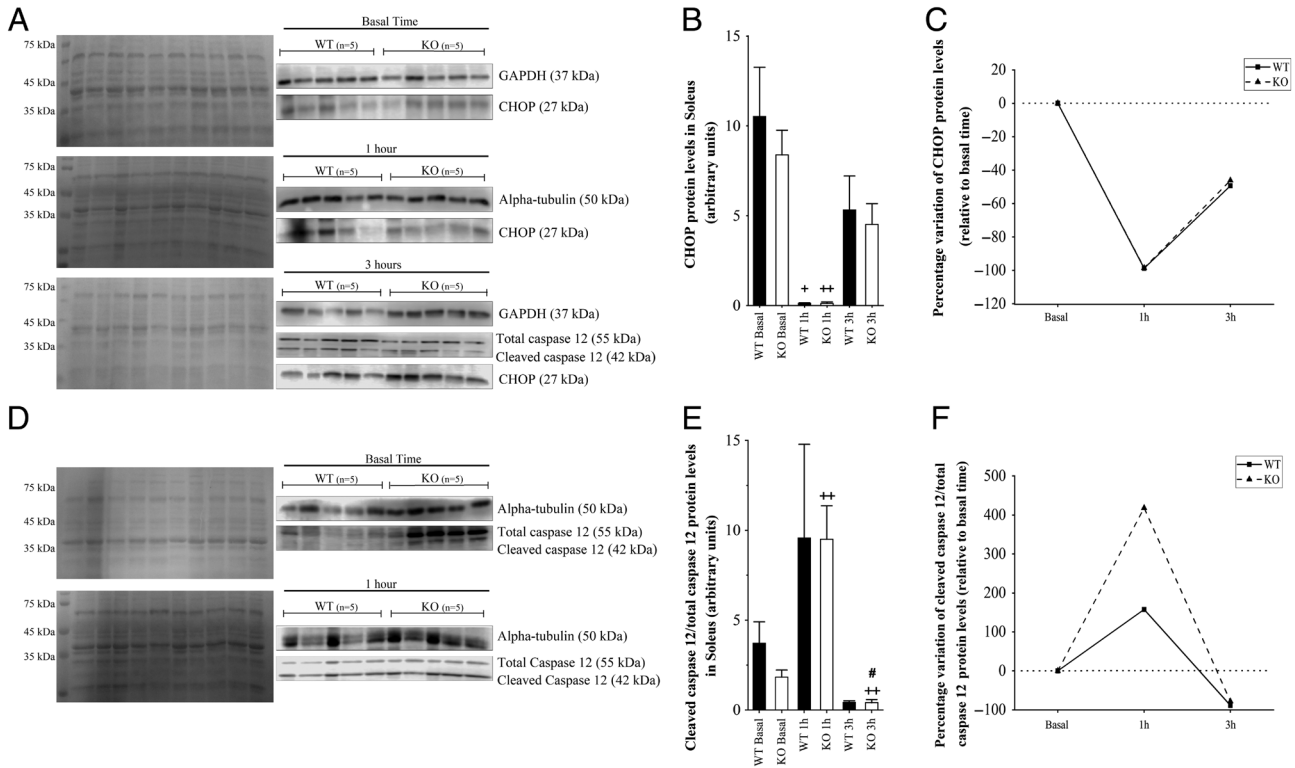 A
Basal Time
WT (n=5) KO (n=5)
75 kDa
45 kDa
35 kDa
GAPDH (37 kDa)
CHOP (27 kDa)
1 hour
WT (n=5) KO (n=5)
75 kDa
45 kDa
35 kDa
Alpha-tubulin (50 kDa)
CHOP (27 kDa)
3 hours
WT (n=5) KO (n=5)
75 kDa
45 kDa
35 kDa
GAPDH (37 kDa)
Total caspase 12 (55 kDa)
Cleaved caspase 12 (42 kDa)
CHOP (27 kDa)
B
CHOP protein levels in Soleus
(arbitrary units)
15
10
5
0
+ ++
WT Basal
KO Basal
WT 1h
KO 1h
WT 3h
KO 3h
C
Percentage variation of CHOP protein levels
(relative to basal time)
WT
KO
0
−20
−40
−60
−80
−100
−120
Basal 1h 3h
D
Basal Time
WT (n=5) KO (n=5)
75 kDa
45 kDa
35 kDa
Alpha-tubulin (50 kDa)
Total caspase 12 (55 kDa)
Cleaved caspase 12 (42 kDa)
1 hour
WT (n=5) KO (n=5)
75 kDa
45 kDa
35 kDa
Alpha-tubulin (50 kDa)
Total Caspase 12 (55 kDa)
Cleaved Caspase 12 (42 kDa)
E
Cleaved caspase 12/total caspase 12 protein levels
in Soleus (arbitrary units)
15
10
5
0
++
#
++
WT Basal
KO Basal
WT 1h
KO 1h
WT 3h
KO 3h
F
Percentage variation of cleaved caspase 12/total
caspase 12 protein levels (relative to basal time)
WT
KO
500
400
300
200
100
0
−100
Basal 1h 3h